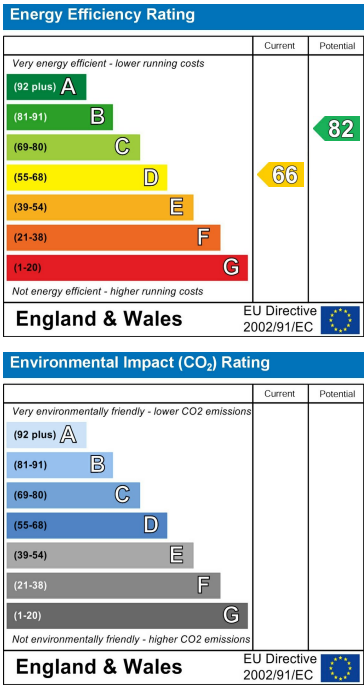 Energy Efficiency Rating
Current Potential
Very energy efficient - lower running costs
(92 plus) A
(81-91) B
(69-80) C
(55-68) D
(39-54) E
(21-38) F
(1-20) G
82
66
Not energy efficient - higher running costs
England & Wales
EU Directive
2002/91/EC
Environmental Impact (CO₂) Rating
Current Potential
Very environmentally friendly - lower CO2 emissions
(92 plus) A
(81-91) B
(69-80) C
(55-68) D
(39-54) E
(21-38) F
(1-20) G
Not environmentally friendly - higher CO2 emissions
England & Wales
EU Directive
2002/91/EC